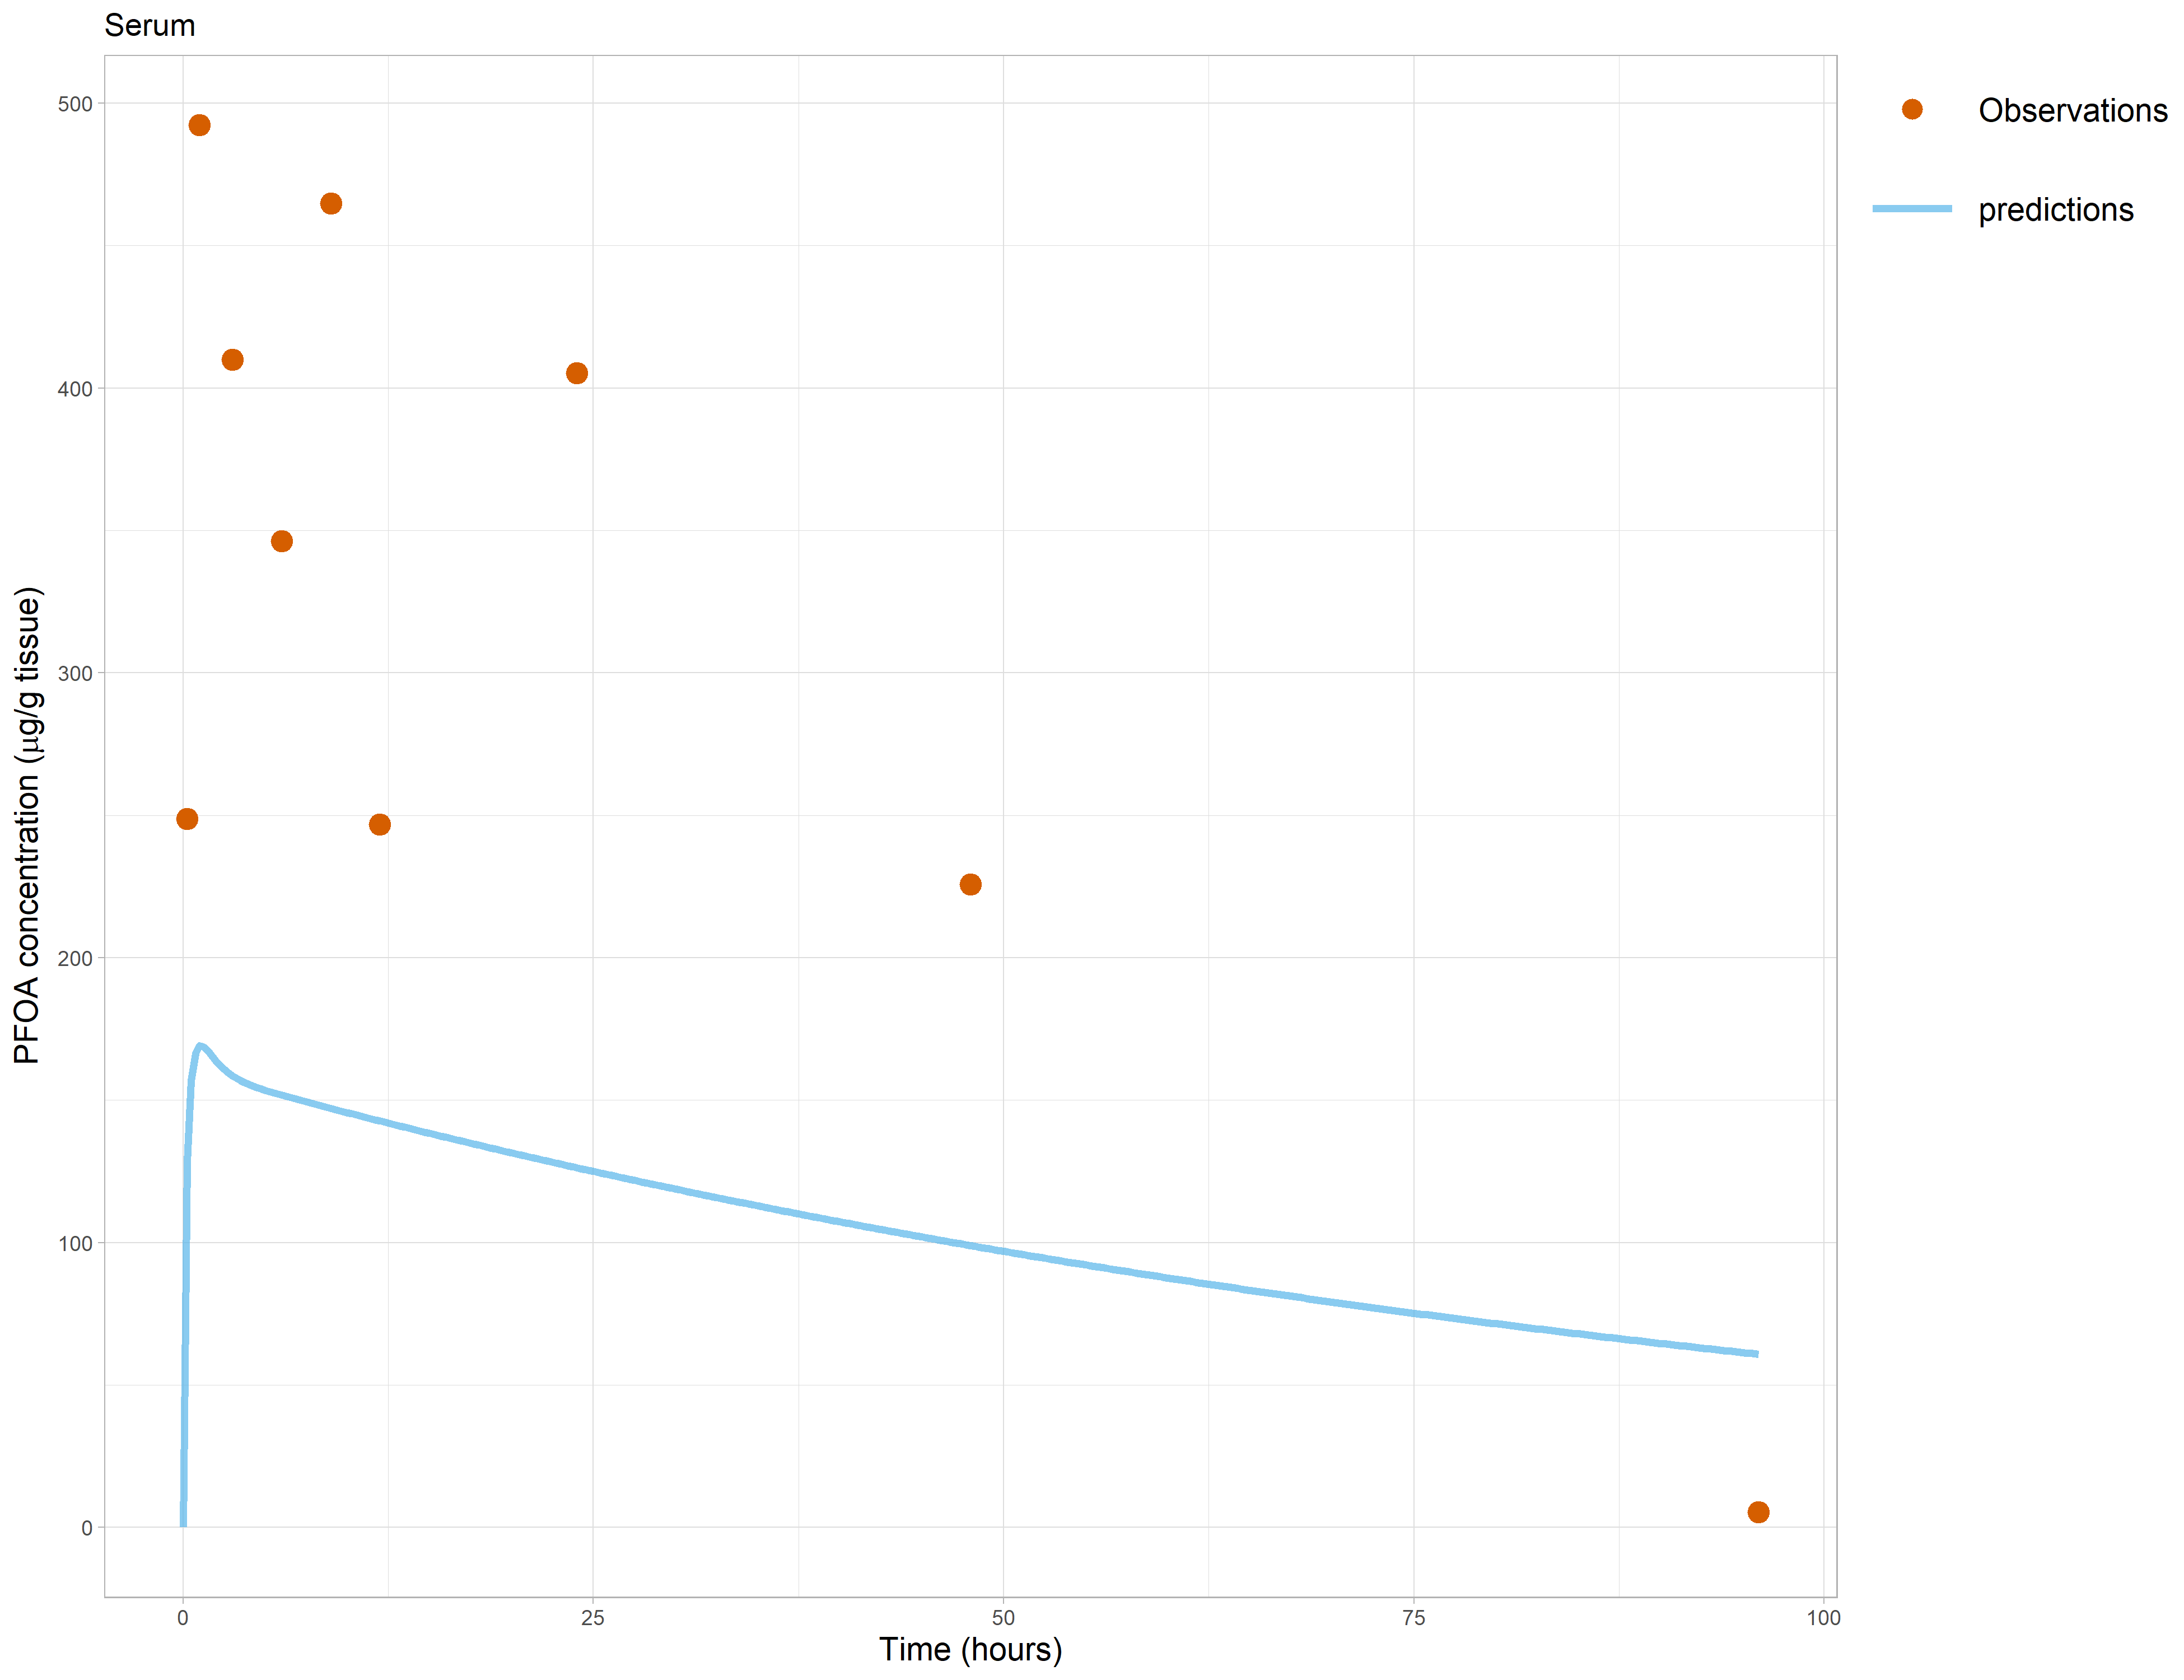 Serum
500
400
300
200
100
0
PFOA concentration (μg/g tissue)
0 25 50 75 100
Time (hours)
Observations
predictions